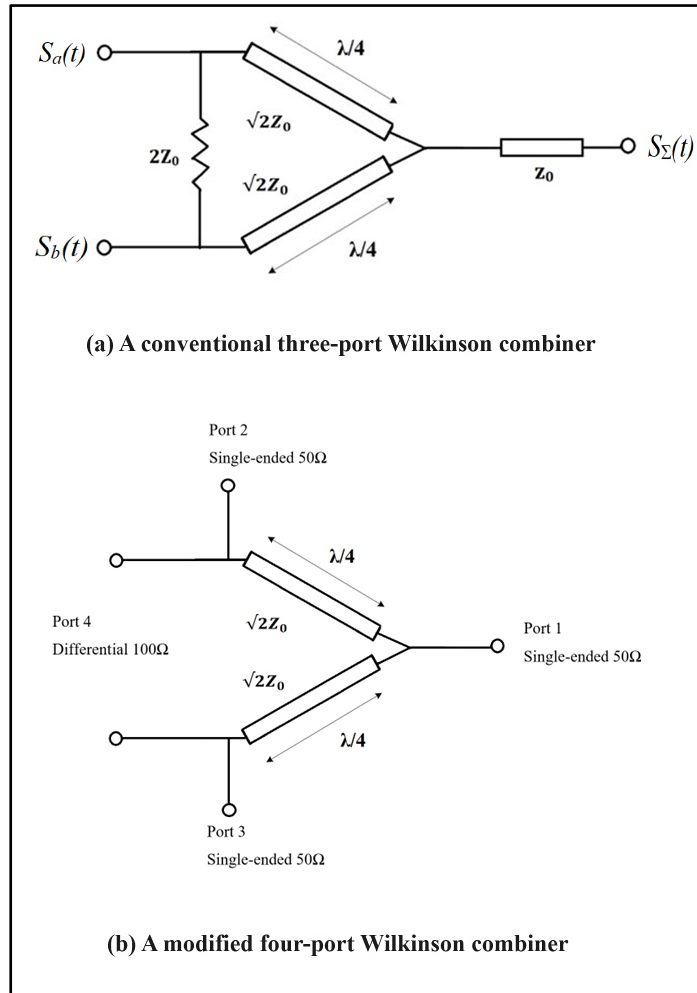 Sa(t)
λ/4
√2Z0
2Z0
√2Z0
SΣ(t)
Z0
Sb(t)
λ/4
(a) A conventional three-port Wilkinson combiner
Port 2
Single-ended 50Ω
λ/4
Port 4
Differential 100Ω
√2Z0
Port 1
Single-ended 50Ω
√2Z0
λ/4
Port 3
Single-ended 50Ω
(b) A modified four-port Wilkinson combiner